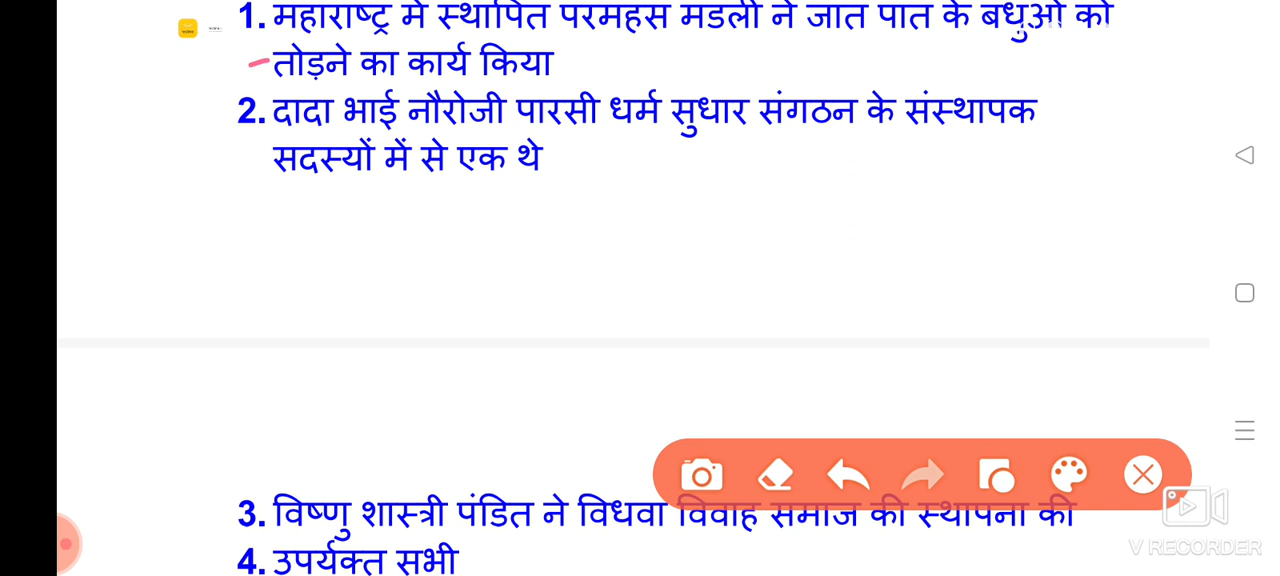 1. महाराष्ट्र में स्थापित परमहंस मंडली ने जात पात के बंधुओं को
तोड़ने का कार्य किया
2. दादा भाई नौरोजी पारसी धर्म सुधार संगठन के संस्थापक
सदस्यों में से एक थे
3. विष्णु शास्त्री पंडित ने विधवा विवाह समाज की स्थापना की
4. उपर्यक्त सभी
V RECORDER